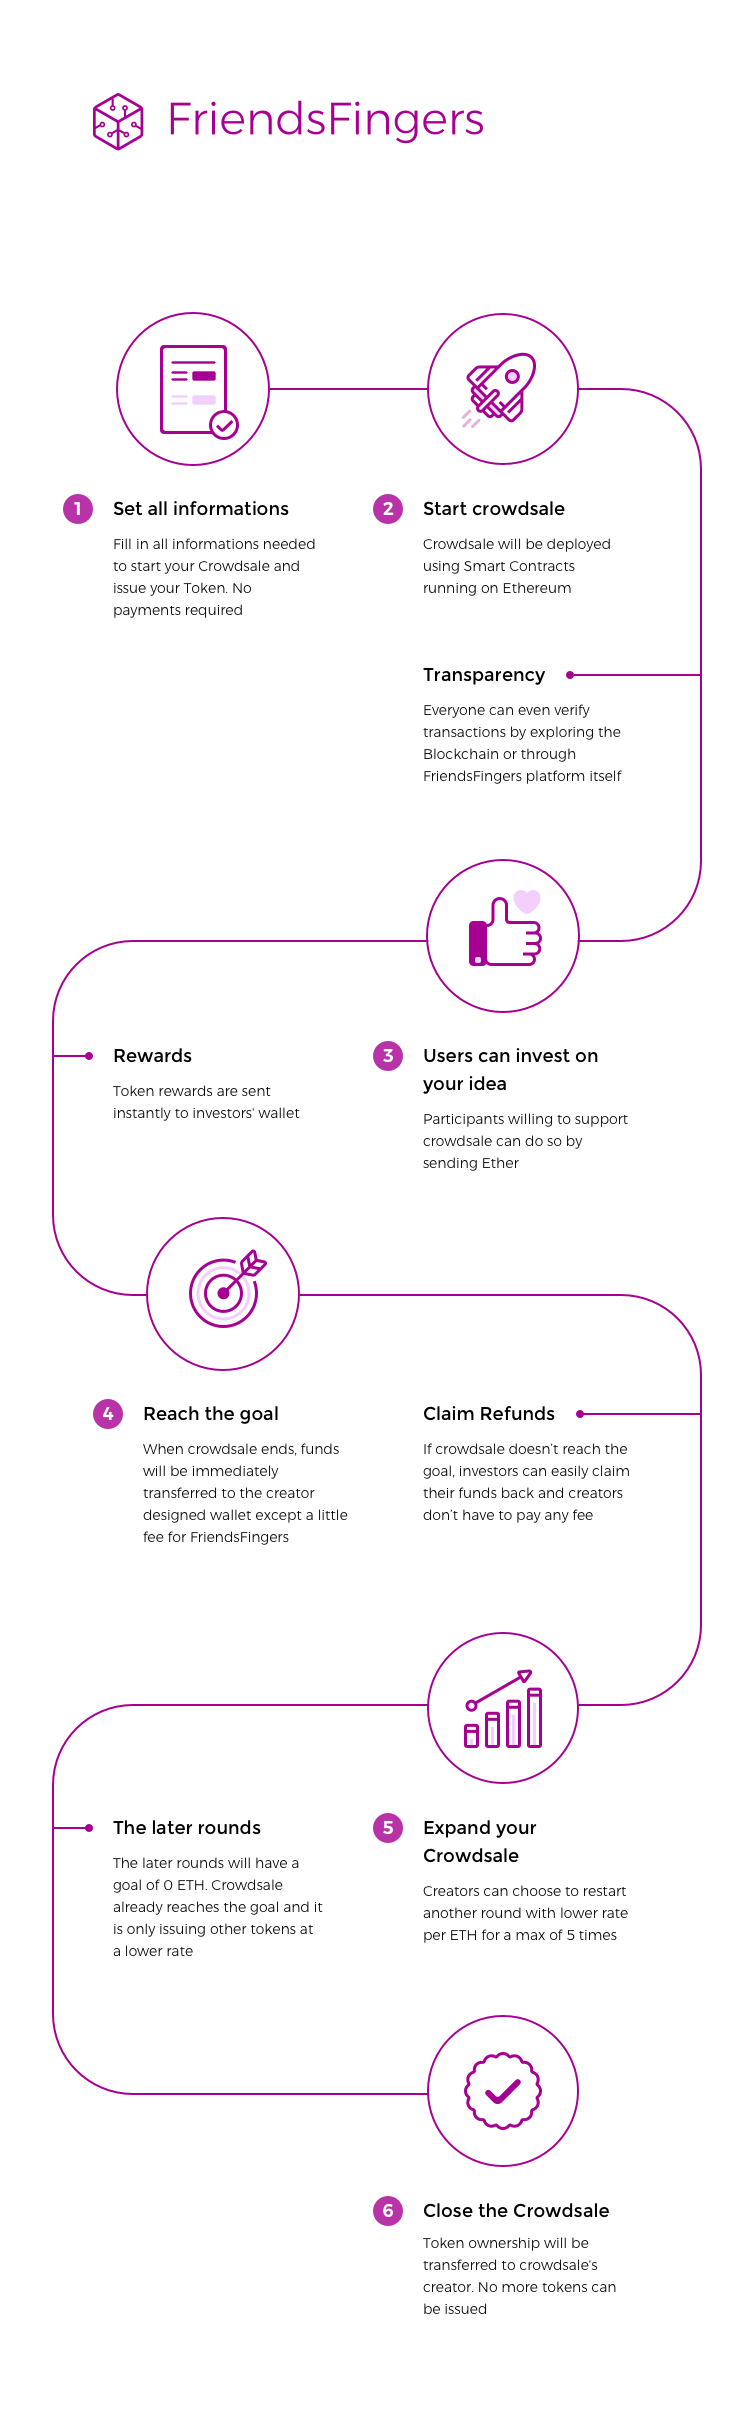 FriendsFingers
1
Set all informations
Fill in all informations needed
to start your Crowdsale and
issue your Token. No
payments required
2
Start crowdsale
Crowdsale will be deployed
using Smart Contracts
running on Ethereum
Transparency
Everyone can even verify
transactions by exploring the
Blockchain or through
FriendsFingers platform itself
3
Users can invest on
your idea
Participants willing to support
crowdsale can do so by
sending Ether
Rewards
Token rewards are sent
instantly to investors' wallet
4
Reach the goal
When crowdsale ends, funds
will be immediately
transferred to the creator
designed wallet except a little
fee for FriendsFingers
Claim Refunds
If crowdsale doesn’t reach the
goal, investors can easily claim
their funds back and creators
don’t have to pay any fee
5
Expand your
Crowdsale
Creators can choose to restart
another round with lower rate
per ETH for a max of 5 times
The later rounds
The later rounds will have a
goal of 0 ETH. Crowdsale
already reaches the goal and it
is only issuing other tokens at
a lower rate
6
Close the Crowdsale
Token ownership will be
transferred to crowdsale's
creator. No more tokens can
be issued